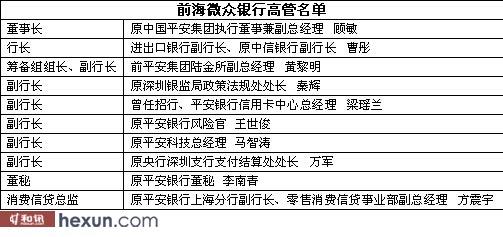 前海微众银行高管名单
董事长 原中国平安集团执行董事兼副总经理 顾敏
行长 进出口银行副行长、原中信银行副行长 曹彤
筹备组组长、副行长 前平安集团陆金所副总经理 黄黎明
副行长 原深圳银监局政策法规处处长 秦辉
副行长 曾任招行、平安银行信用卡中心总经理 梁瑶兰
副行长 原平安银行风险官 王世俊
副行长 原平安科技总经理 马智涛
副行长 原央行深圳支行支付结算处处长 万军
董秘 原平安银行董秘 李南青
消费信贷总监 原平安银行上海分行副行长、零售消费信贷事业部副总经理 方震宇
和讯 hexun.com